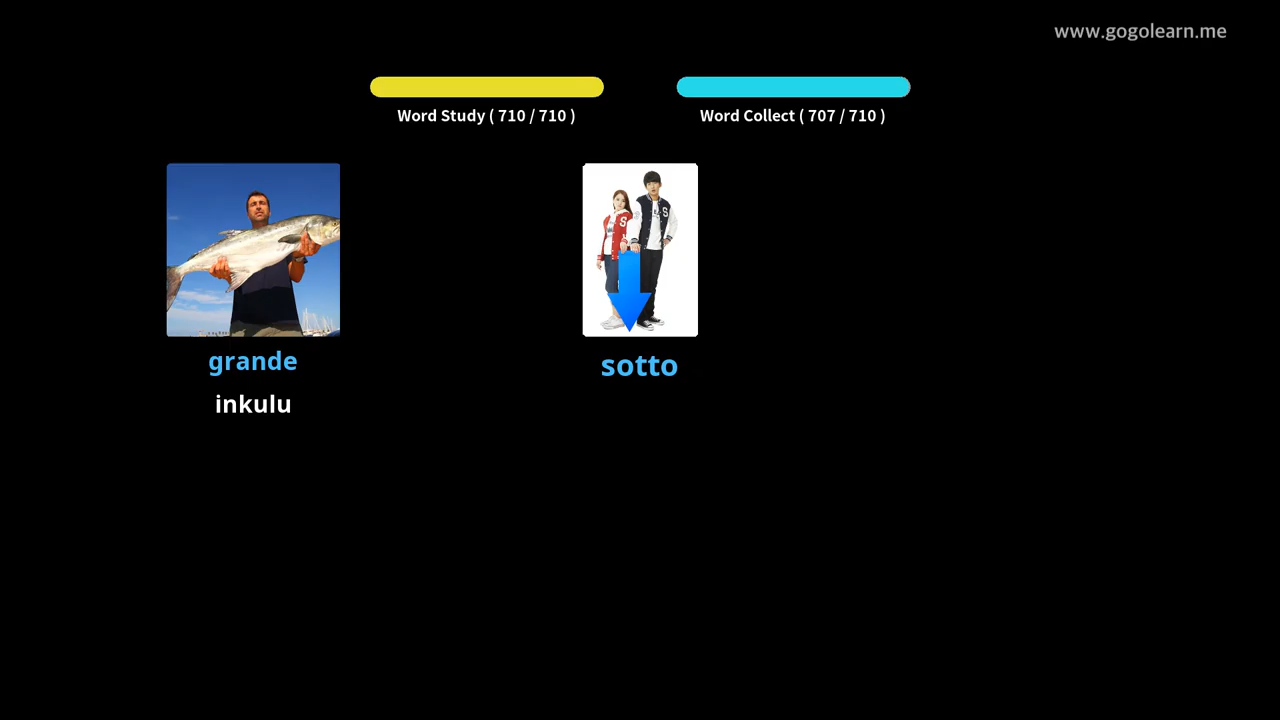 www.gogolearn.me
Word Study ( 710 / 710 )
Word Collect ( 707 / 710 )
grande
inkulu
sotto
S
S